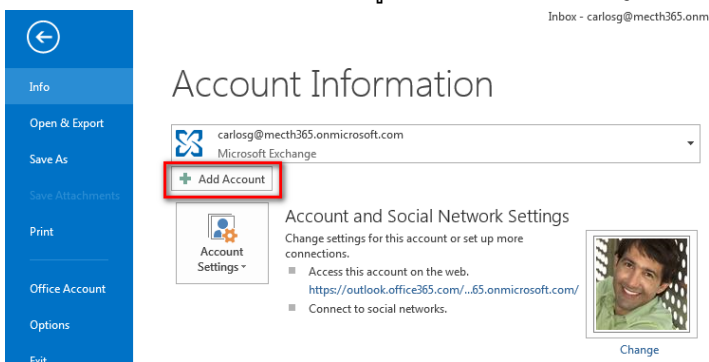 Inbox - carlosg@mecth365.onm
Info
Open & Export
Save As
Save Attachments
Print
Office Account
Options
Exit
Account Information
carlosg@mecth365.onmicrosoft.com
Microsoft Exchange
Add Account
Account
Settings
Account and Social Network Settings
Change settings for this account or set up more
connections.
Access this account on the web.
https://outlook.office365.com/...65.onmicrosoft.com/
Connect to social networks.
Change